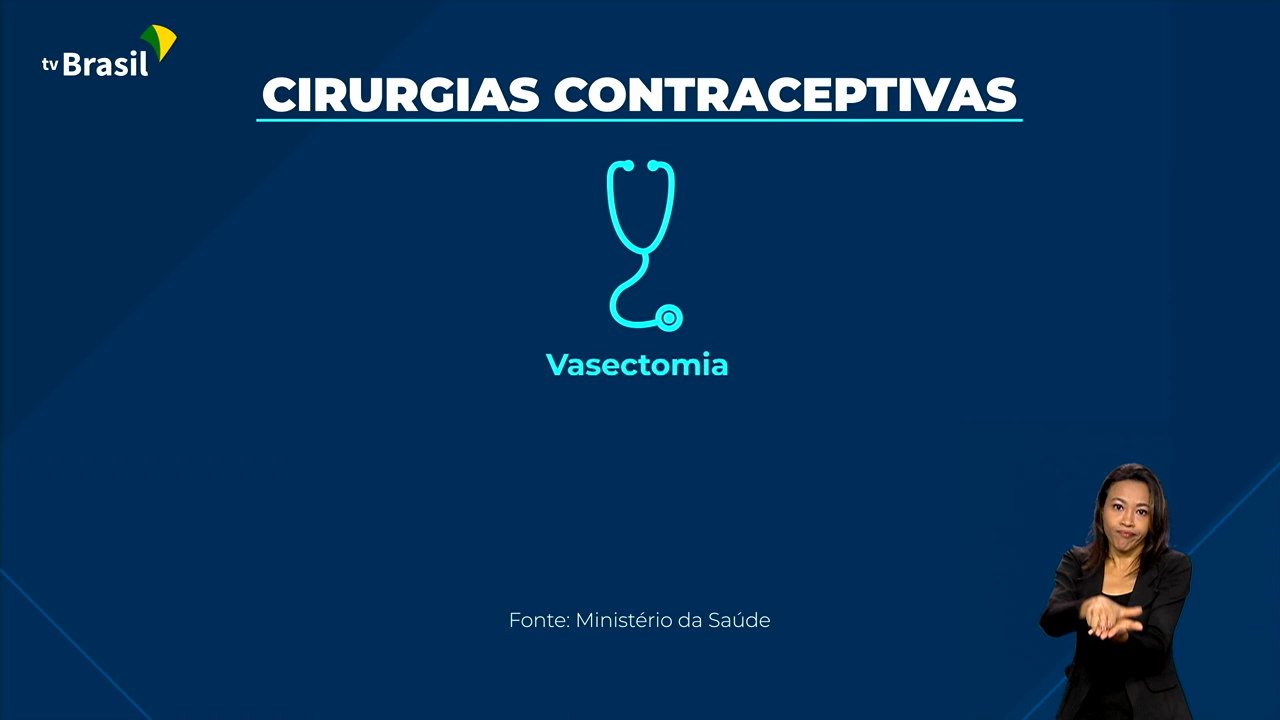 tv Brasil
CIRURGIAS CONTRACEPTIVAS
Vasectomia
Fonte: Ministério da Saúde